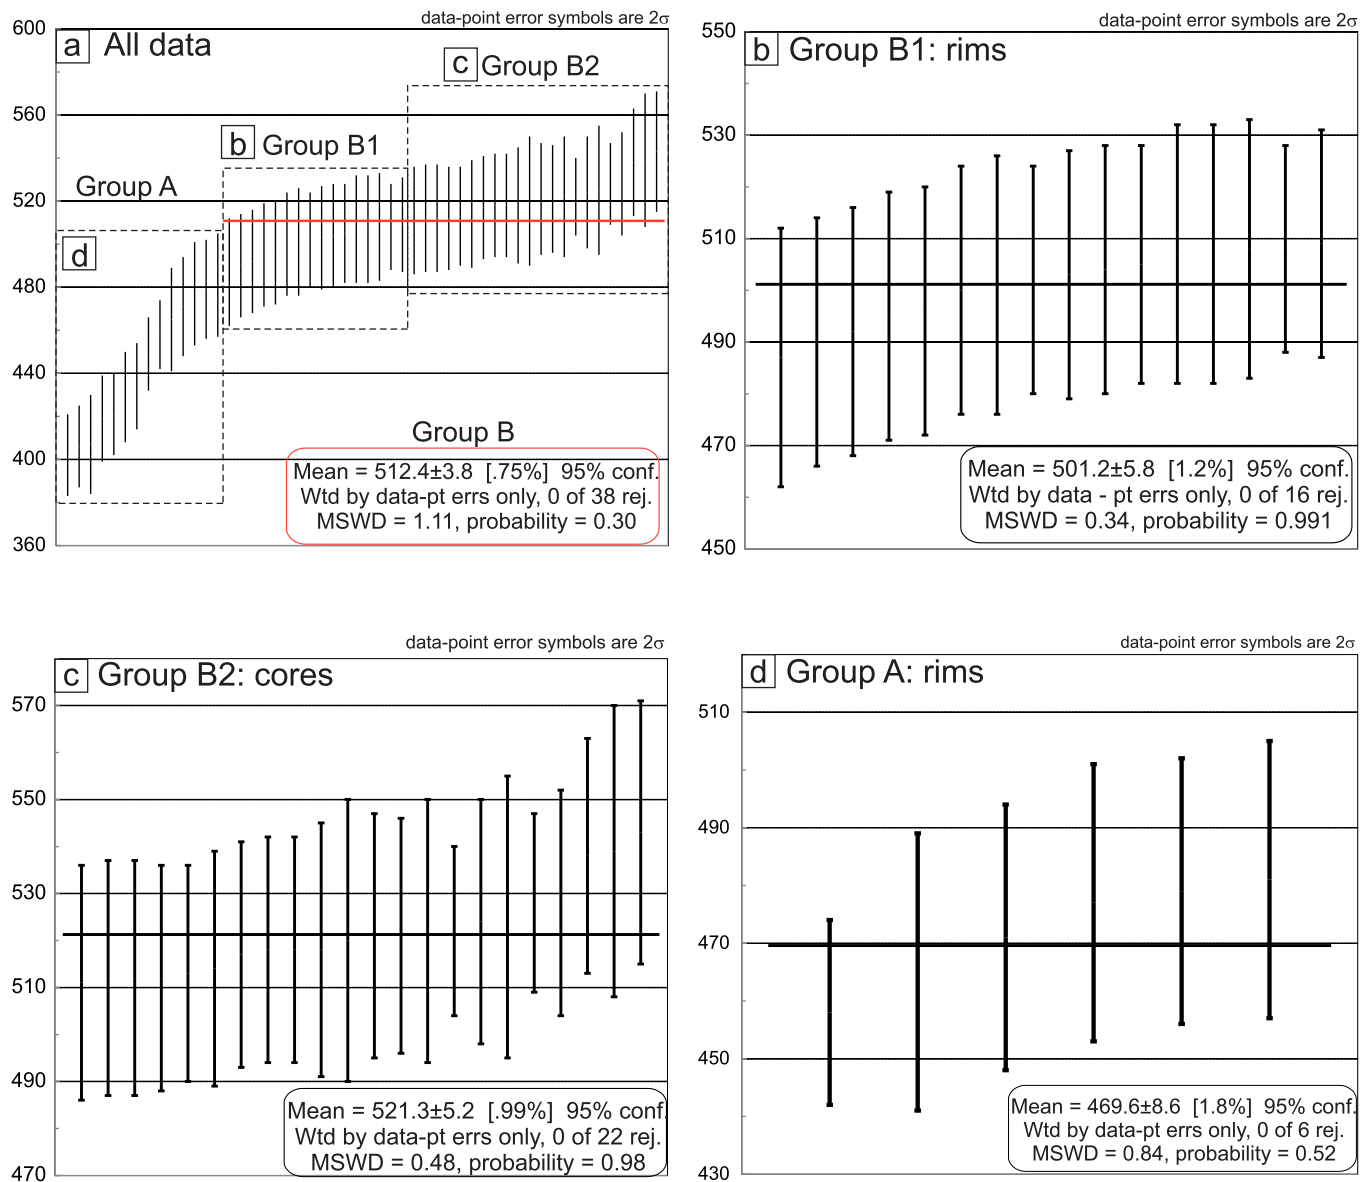 data-point error symbols are 2σ
a All data
c Group B2
b Group B1
Group A
d
Group B
Mean = 512.4±3.8 [.75%] 95% conf.
Wtd by data-pt errs only, 0 of 38 rej.
MSWD = 1.11, probability = 0.30
600
560
520
480
440
400
360
data-point error symbols are 2σ
b Group B1: rims
550
530
510
490
470
450
Mean = 501.2±5.8 [1.2%] 95% conf.
Wtd by data - pt errs only, 0 of 16 rej.
MSWD = 0.34, probability = 0.991
data-point error symbols are 2σ
c Group B2: cores
570
550
530
510
490
470
Mean = 521.3±5.2 [.99%] 95% conf.
Wtd by data-pt errs only, 0 of 22 rej.
MSWD = 0.48, probability = 0.98
data-point error symbols are 2σ
d Group A: rims
510
490
470
450
430
Mean = 469.6±8.6 [1.8%] 95% conf.
Wtd by data-pt errs only, 0 of 6 rej.
MSWD = 0.84, probability = 0.52